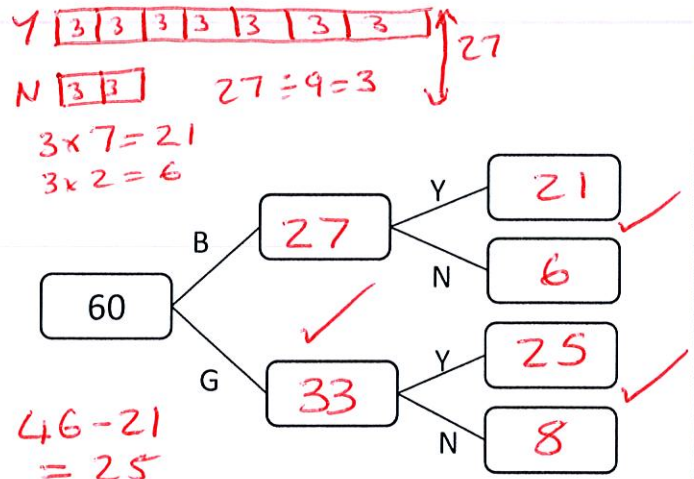 Y 3 3 3 3 3 3 3 27
N 3 3 27 ÷ 9 = 3
3 x 7 = 21
3 x 2 = 6
Y 21
B 27
N 6
60
G 33
Y 25
N 8
46 - 21
= 25